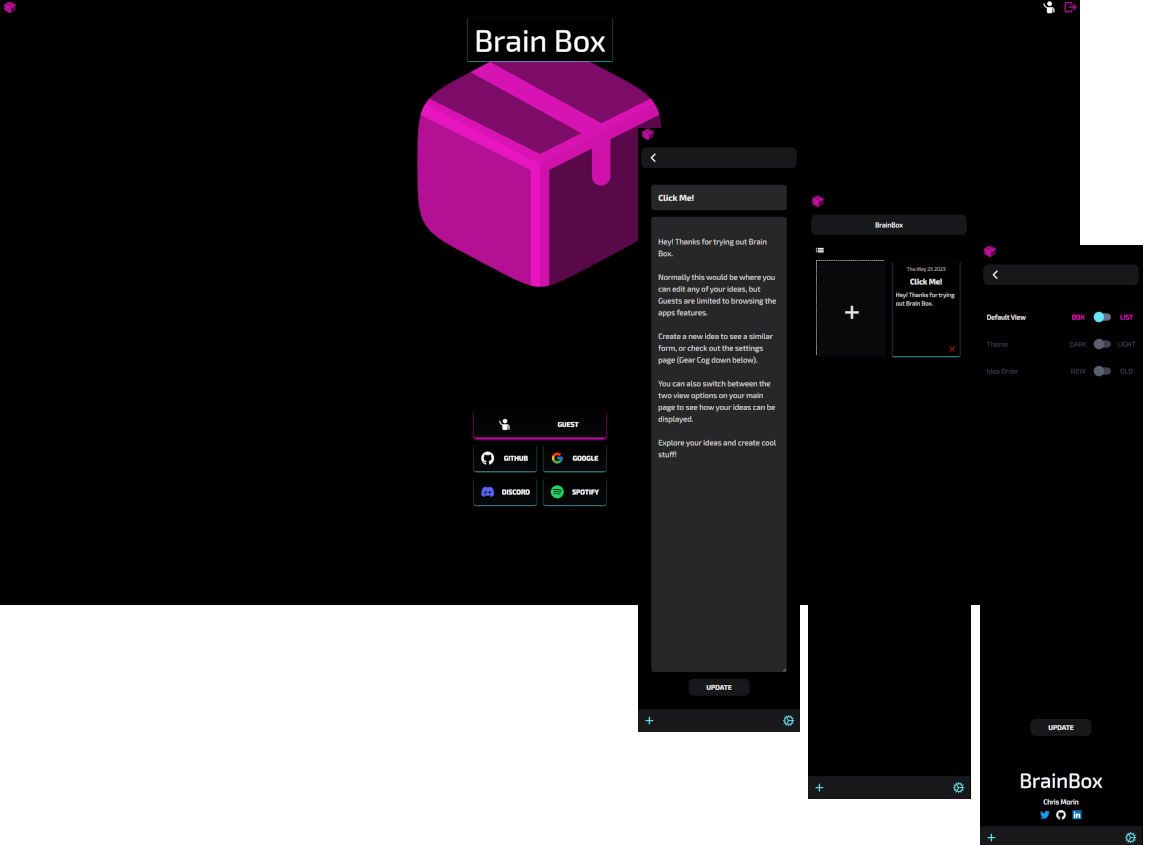 Brain Box
GUEST
GITHUB
GOOGLE
DISCORD
SPOTIFY
Click Me!
Hey! Thanks for trying out Brain
Box.
Normally this would be where you
can edit any of your ideas, but
Guests are limited to browsing the
apps features.
Create a new idea to see a similar
form, or check out the settings
page (Gear Cog down below).
You can also switch between the
two view options on your main
page to see how your ideas can be
displayed.
Explore your ideas and create cool
stuff!
UPDATE
BrainBox
Thu May 25 2023
Click Me!
Hey! Thanks for trying
out Brain Box.
Default View BOX LIST
Theme DARK LIGHT
Idea Order NEW OLD
UPDATE
BrainBox
Chris Morin